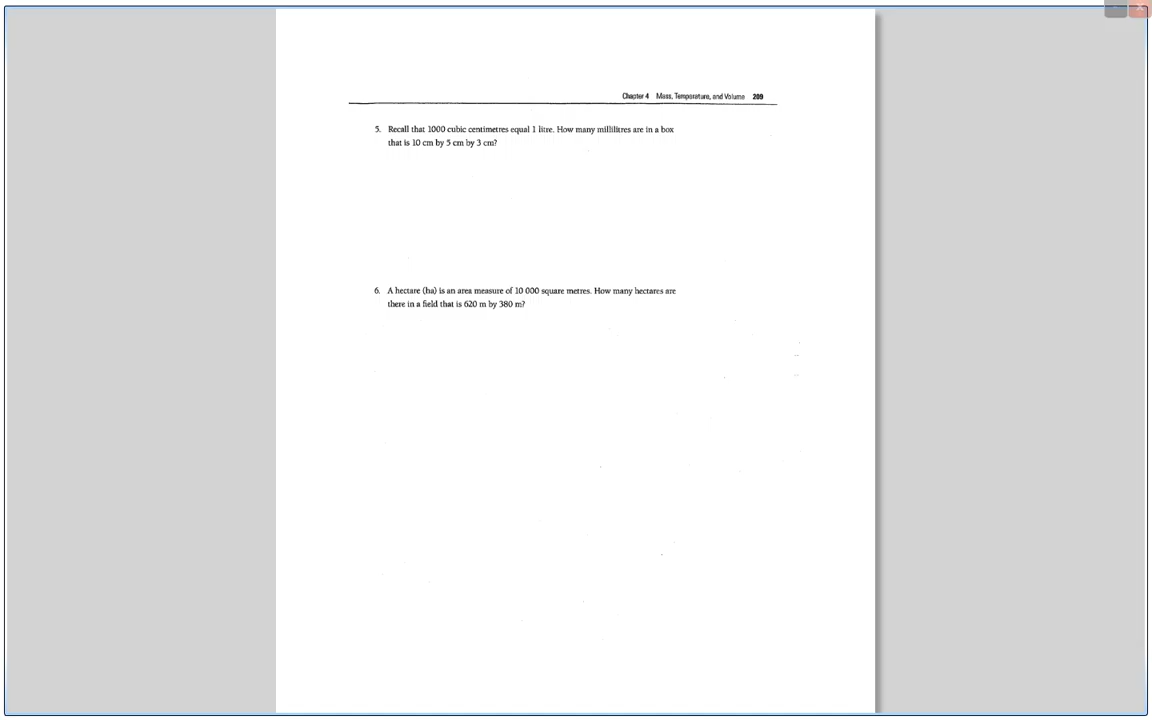 Chapter 4 Mass, Temperature, and Volume 209
5. Recall that 1000 cubic centimetres equal 1 litre. How many millilitres are in a box
that is 10 cm by 5 cm by 3 cm?
6. A hectare (ha) is an area measure of 10 000 square metres. How many hectares are
there in a field that is 620 m by 380 m?